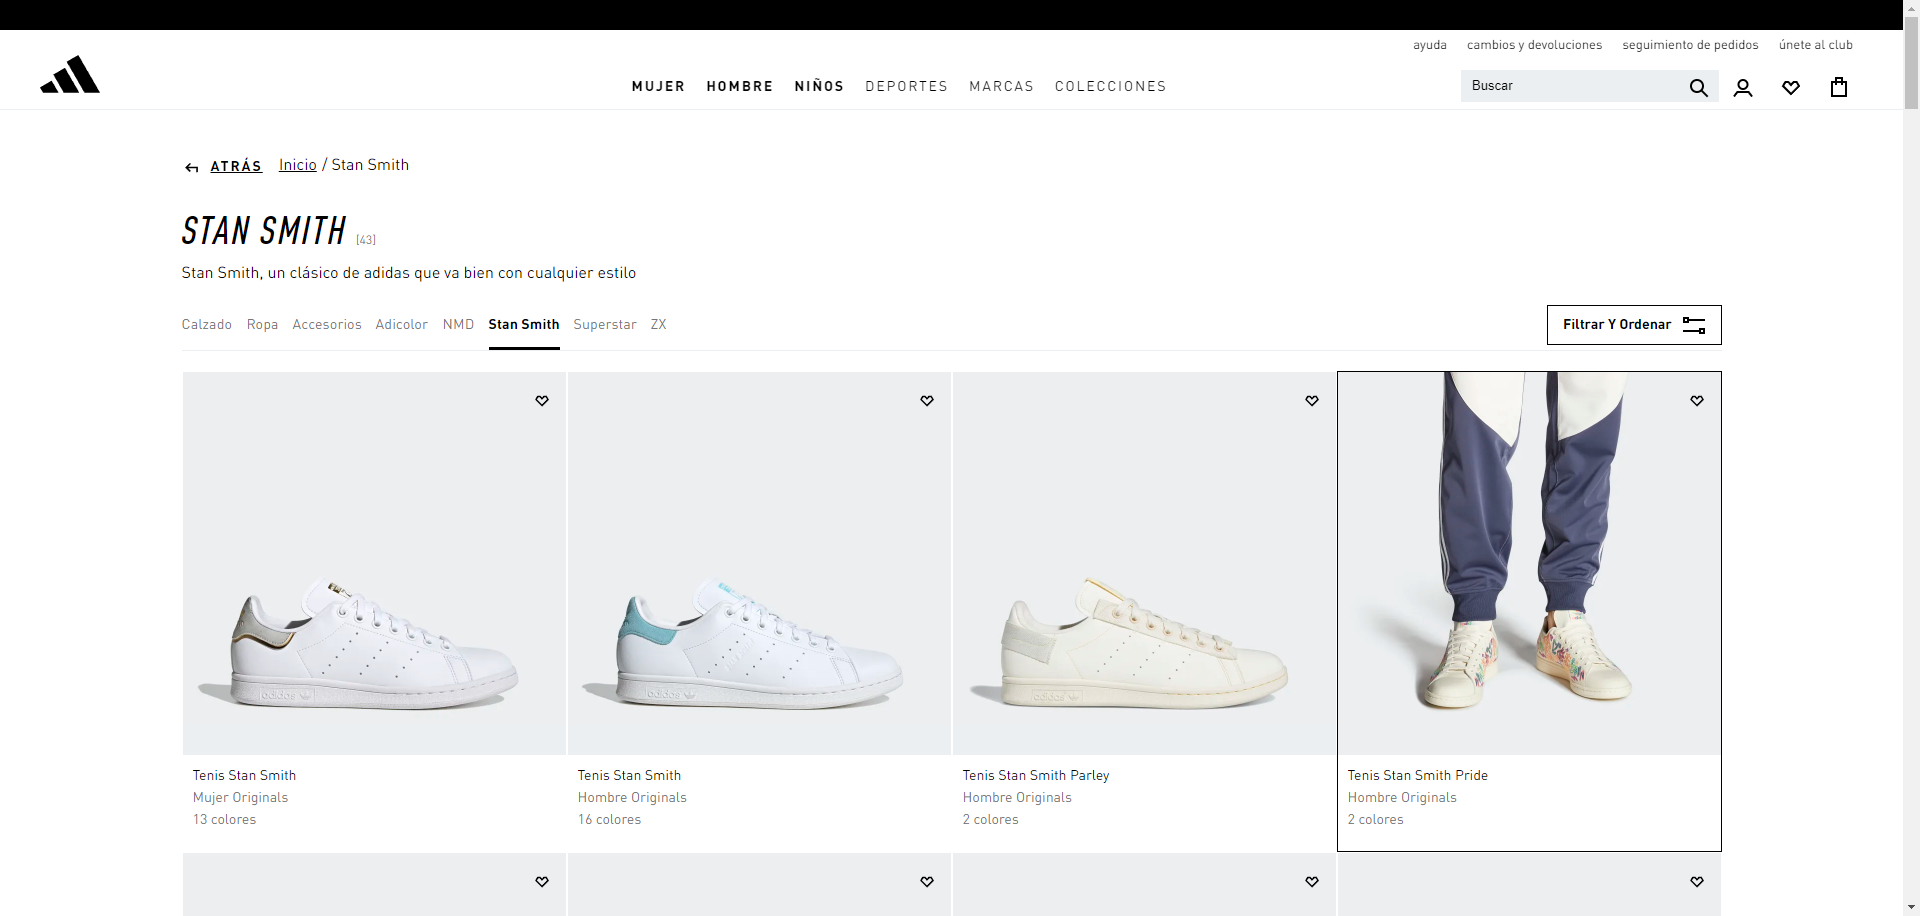 ayuda cambios y devoluciones seguimiento de pedidos únete al club
MUJER HOMBRE NIÑOS DEPORTES MARCAS COLECCIONES Buscar
ATRÁS Inicio / Stan Smith
STAN SMITH [43]
Stan Smith, un clásico de adidas que va bien con cualquier estilo
Calzado Ropa Accesorios Adicolor NMD Stan Smith Superstar ZX Filtrar Y Ordenar
adidas adidas adidas
Tenis Stan Smith
Mujer Originals
13 colores
Tenis Stan Smith
Hombre Originals
16 colores
Tenis Stan Smith Parley
Hombre Originals
2 colores
Tenis Stan Smith Pride
Hombre Originals
2 colores